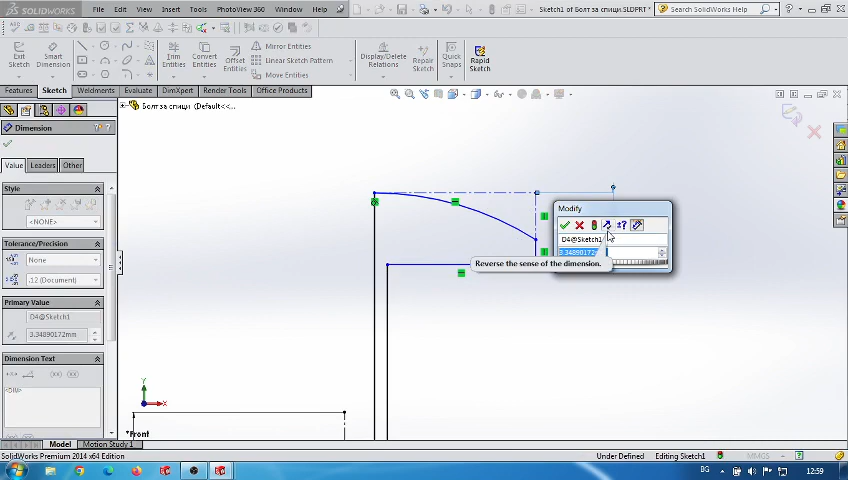 SOLIDWORKS
File Edit View Insert Tools PhotoView 360 Window Help
Sketch1 of Болт за спици.SLDPRT *
Search SolidWorks Help
Exit Sketch
Smart Dimension
Trim Entities
Convert Entities
Offset Entities
Mirror Entities
Linear Sketch Pattern
Move Entities
Display/Delete Relations
Repair Sketch
Quick Snaps
Rapid Sketch
Features Sketch Weldments Evaluate DimXpert Render Tools Office Products
Болт за спици (Default<<...
Dimension
Value Leaders Other
Style
<NONE>
Tolerance/Precision
None
.12 (Document)
Primary Value
D4@Sketch1
3.34890172mm
Dimension Text
<DIM>
Modify
D4@Sketch1
3.34890172mm
Reverse the sense of the dimension.
Y
X
*Front
Model Motion Study 1
SolidWorks Premium 2014 x64 Edition
Under Defined Editing Sketch1 MMGS
BG 12:59